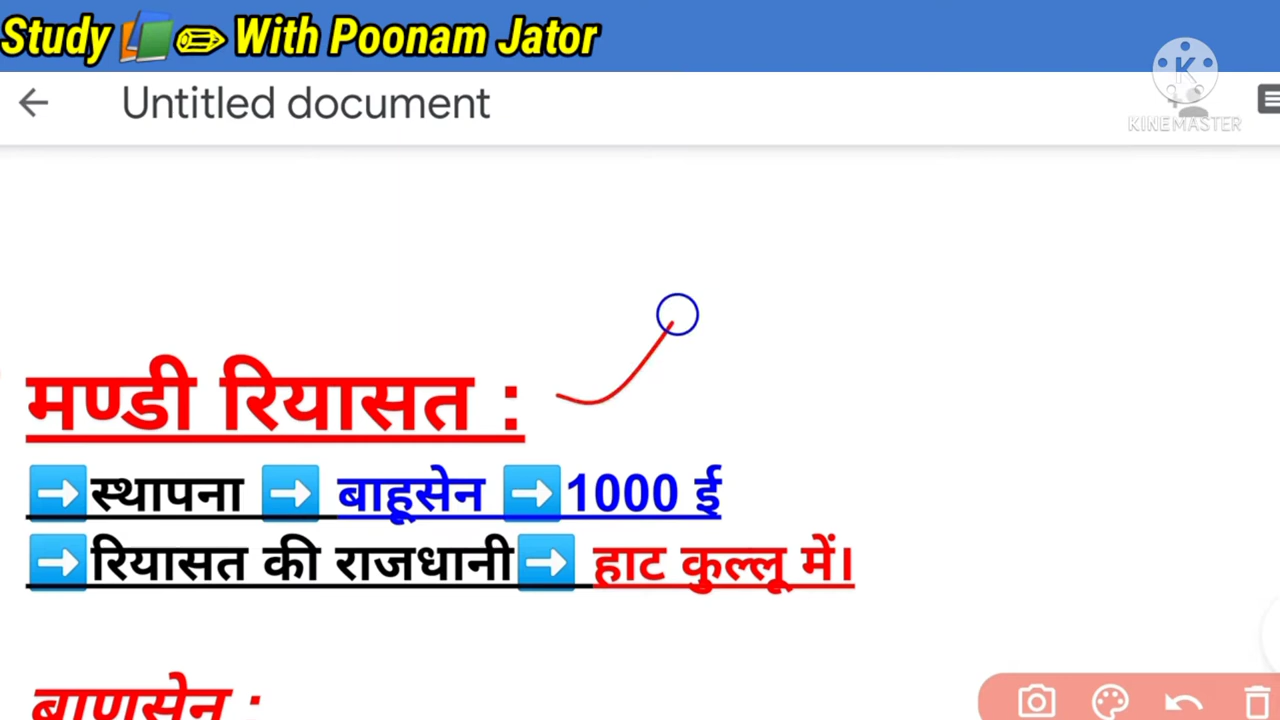 Study With Poonam Jator
Untitled document
KINEMASTER
मण्डी रियासत :
➡️स्थापना ➡️ बाहूसेन ➡️1000 ई
➡️रियासत की राजधानी➡️ हाट कुल्लू में।
बाणसेन :